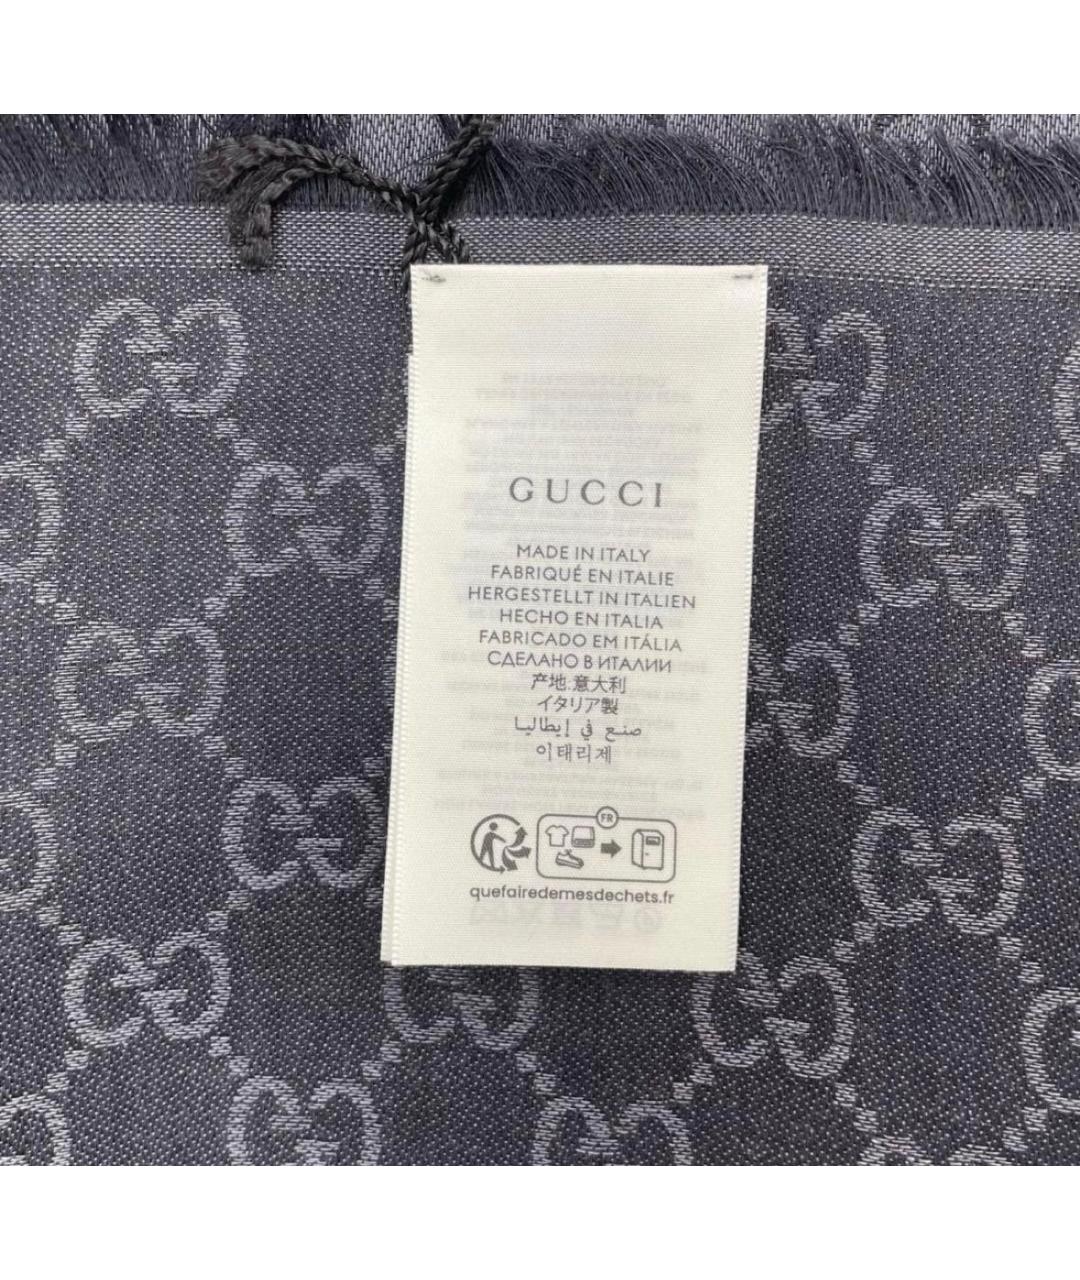 GUCCI
MADE IN ITALY
FABRIQUÉ EN ITALIE
HERGESTELLT IN ITALIEN
HECHO EN ITALIA
FABRICADO EM ITÁLIA
СДЕЛАНО В ИТАЛИИ
产地:意大利
イタリア製
صنع في إيطاليا
이태리제
FR
quefairedemesdechets.fr